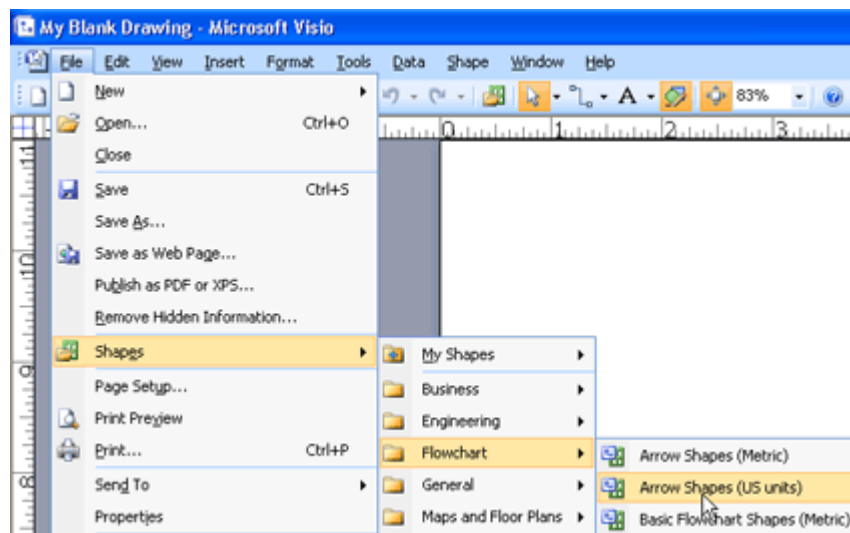 My Blank Drawing - Microsoft Visio
File Edit View Insert Format Tools Data Shape Window Help
A 83%
0 1 2 3
New
Open... Ctrl+O
Close
Save Ctrl+S
Save As...
Save as Web Page...
Publish as PDF or XPS...
Remove Hidden Information...
Shapes
Page Setup...
Print Preview
Print... Ctrl+P
Send To
Properties
My Shapes
Business
Engineering
Flowchart
General
Maps and Floor Plans
Arrow Shapes (Metric)
Arrow Shapes (US units)
Basic Flowchart Shapes (Metric)
11
10
9
8